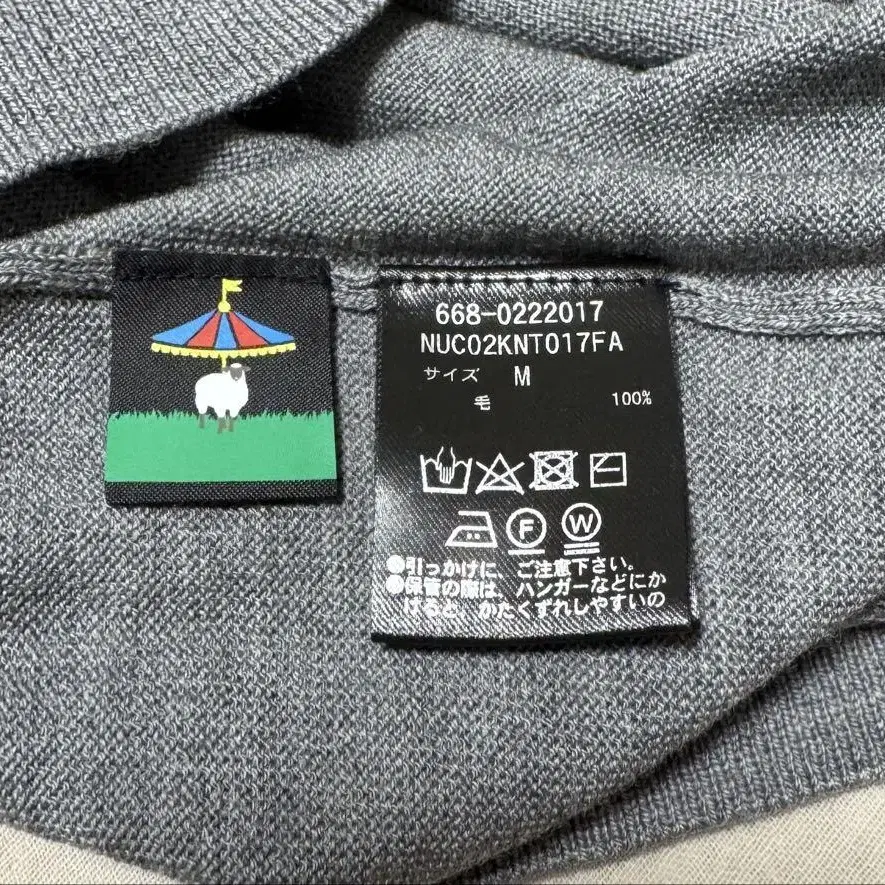 668-0222017
NUC02KNT017FA
サイズ M
毛 100%
F W
●引っかけに、ご注意下さい。
●保管の際は、ハンガーなどにか
けると、かたくずれしやすいの